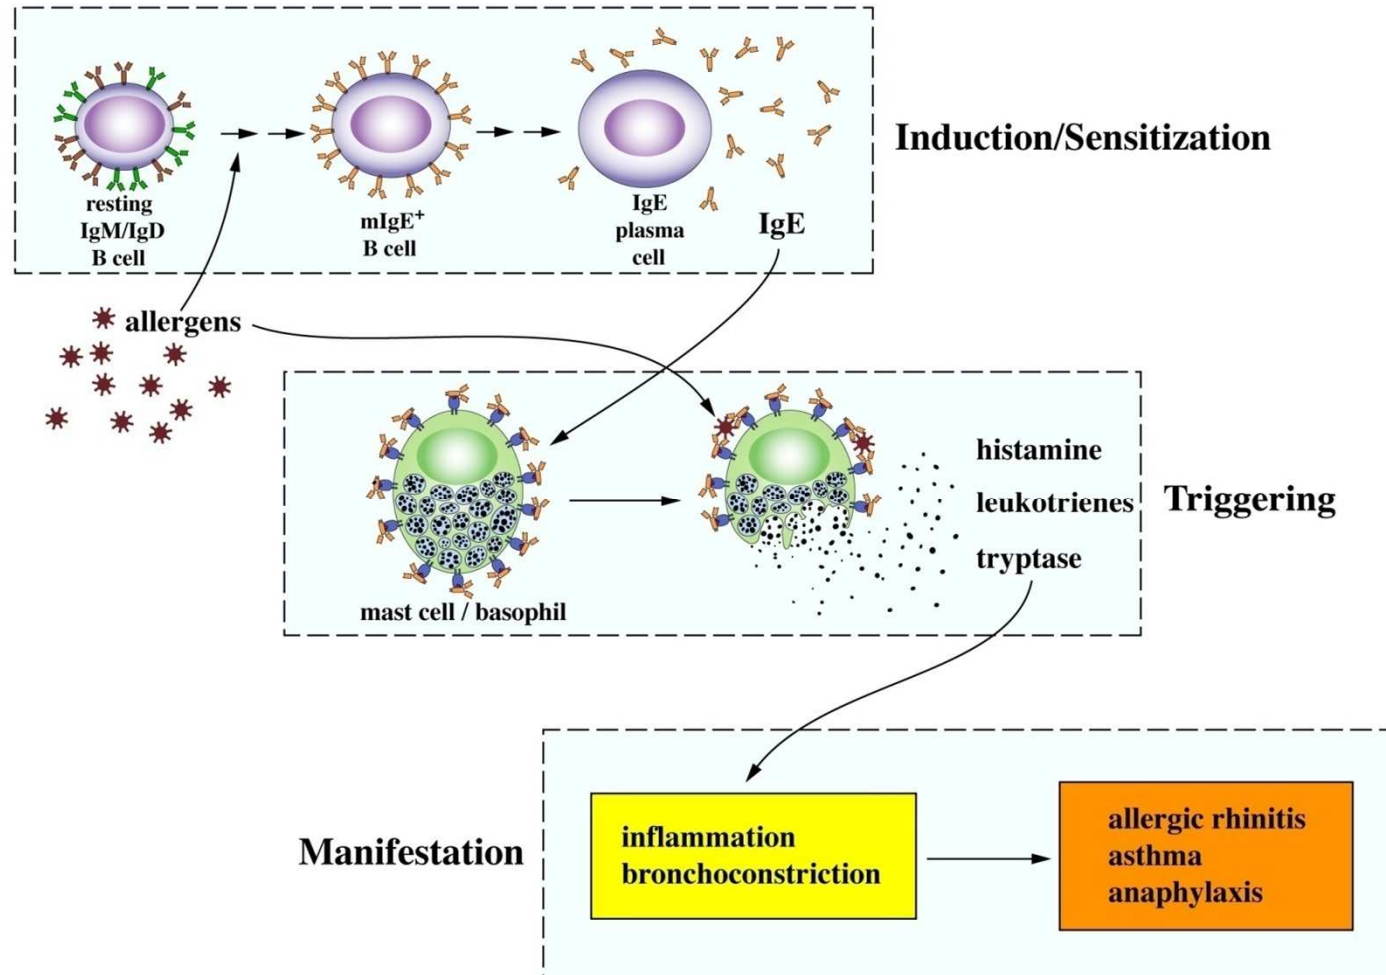 Induction/Sensitization
resting
IgM/IgD
B cell
mIgE⁺
B cell
IgE
plasma
cell
IgE
allergens
mast cell / basophil
histamine
leukotrienes
tryptase
Triggering
Manifestation
inflammation
bronchoconstriction
allergic rhinitis
asthma
anaphylaxis